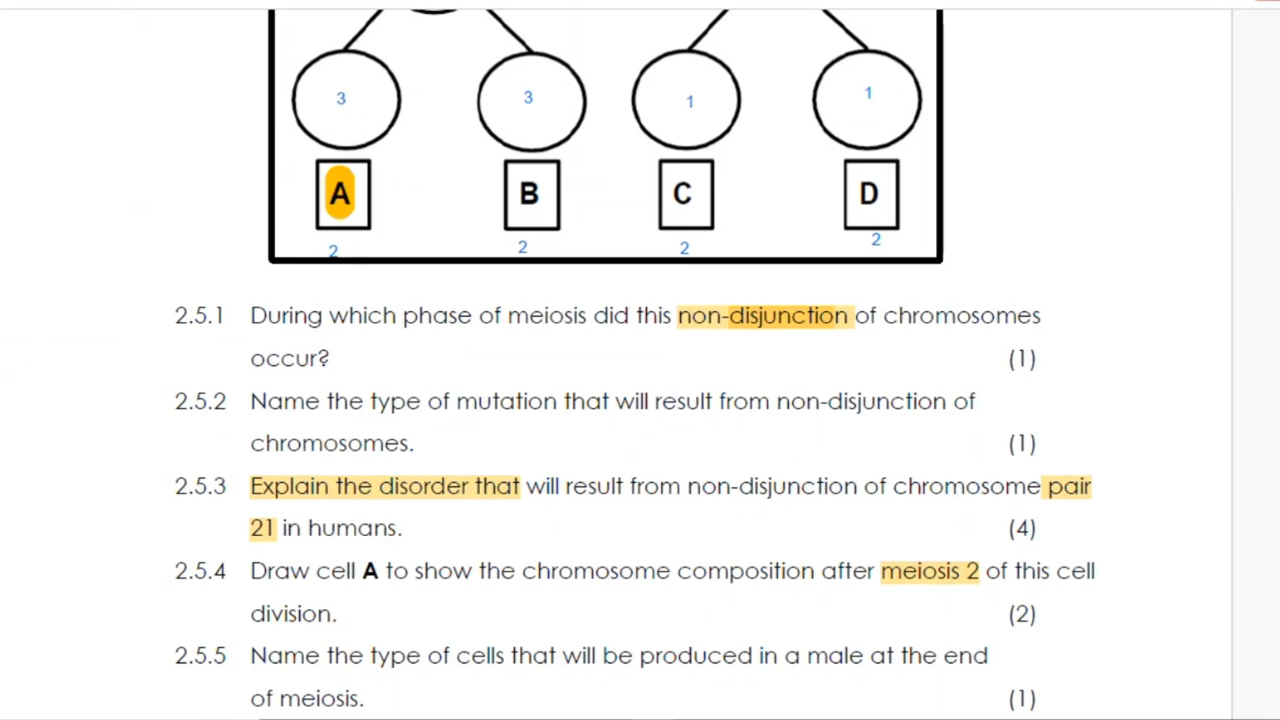 3 3 1 1
A B C D
2 2 2 2
2.5.1 During which phase of meiosis did this non-disjunction of chromosomes
occur? (1)
2.5.2 Name the type of mutation that will result from non-disjunction of
chromosomes. (1)
2.5.3 Explain the disorder that will result from non-disjunction of chromosome pair
21 in humans. (4)
2.5.4 Draw cell A to show the chromosome composition after meiosis 2 of this cell
division. (2)
2.5.5 Name the type of cells that will be produced in a male at the end
of meiosis. (1)